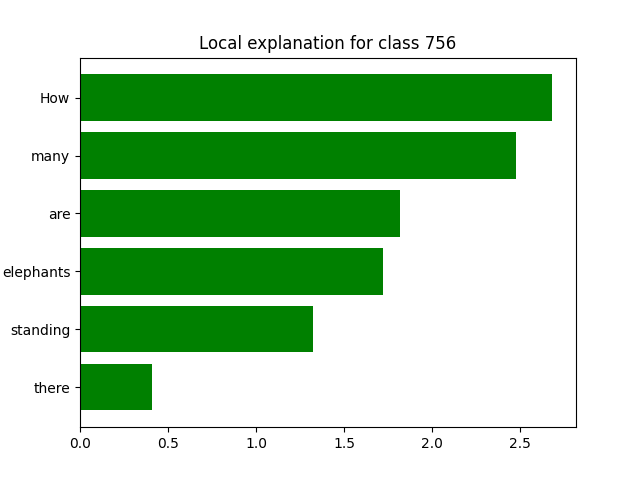 Local explanation for class 756
How
many
are
elephants
standing
there
0.0 0.5 1.0 1.5 2.0 2.5